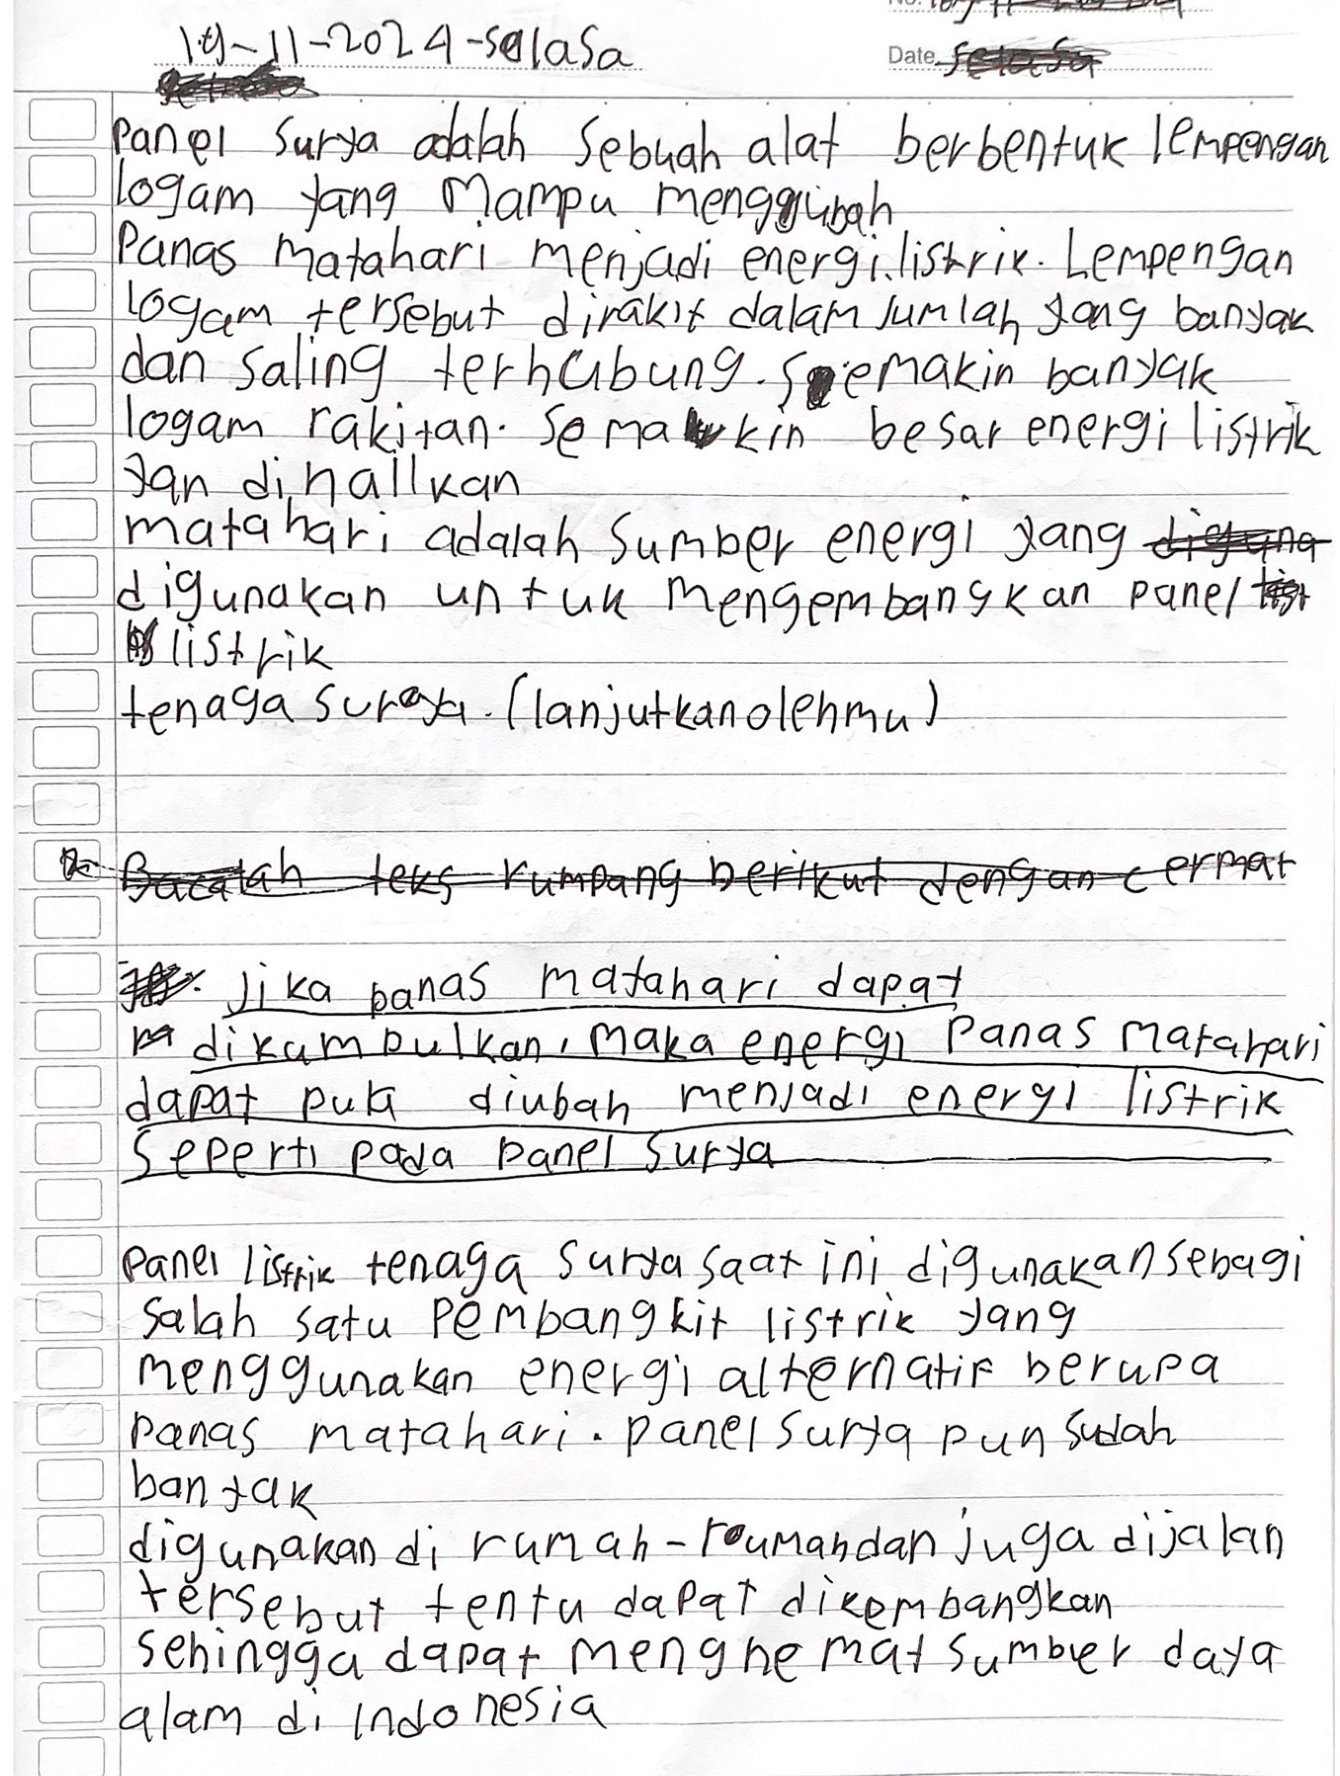 19-11-2024-selasa
Date. selasa
panel surya adalah sebuah alat berbentuk lempengan
logam yang mampu menggubah
Panas matahari menjadi energi.listrik. Lempengan
logam tersebut dirakit dalam jumlah yang banyak
dan saling terhubung. semakin banyak
logam rakitan. semakin besar energi listrik
yan dihallkan
matahari adalah sumber energi yang diguna
digunakan untuk mengembangkan panel list
listrik
tenaga suraya. (lanjutkanolehmu)
Bacalah teks rumpang berikut dengan cermat
jika panas matahari dapat
dikumpulkan, maka energi panas matahari
dapat pula diubah menjadi energi listrik
seperti pada panel surya
panel listrik tenaga surya saat ini digunakan sebagi
salah satu pembangkit listrik yang
menggunakan energi alternatif berupa
panas matahari. panel surya pun sudah
banyak
digunakan di rumah-roumahdan juga dijalan
tersebut tentu dapat dikembangkan
sehingga dapat menghemat sumber daya
alam di indonesia